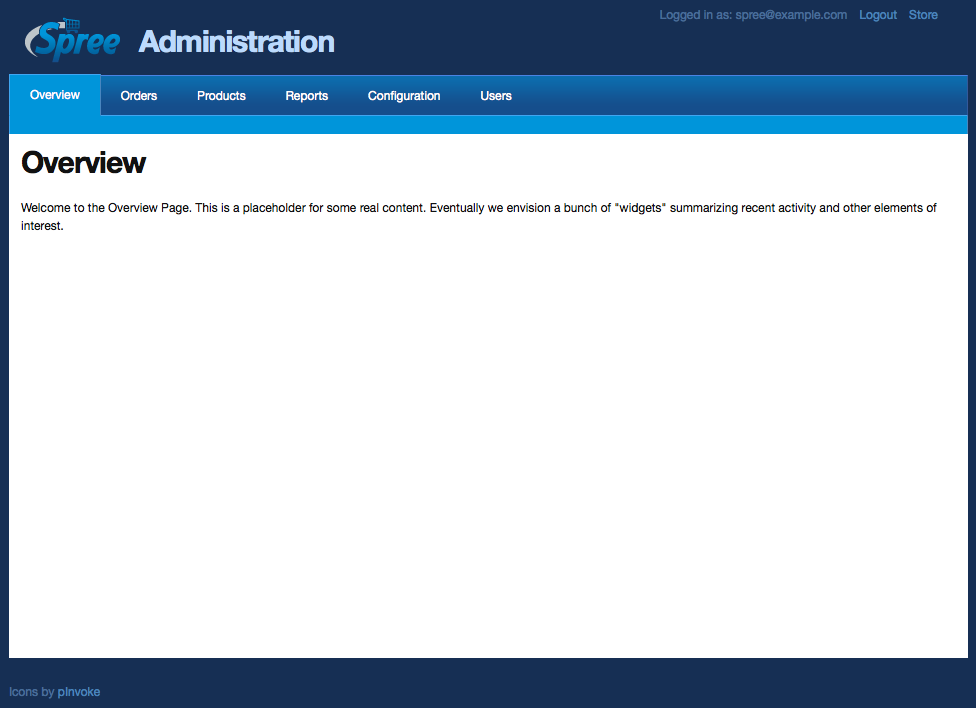 Logged in as: spree@example.com Logout Store
Spree Administration
Overview Orders Products Reports Configuration Users
Overview
Welcome to the Overview Page. This is a placeholder for some real content. Eventually we envision a bunch of "widgets" summarizing recent activity and other elements of
interest.
Icons by pInvoke